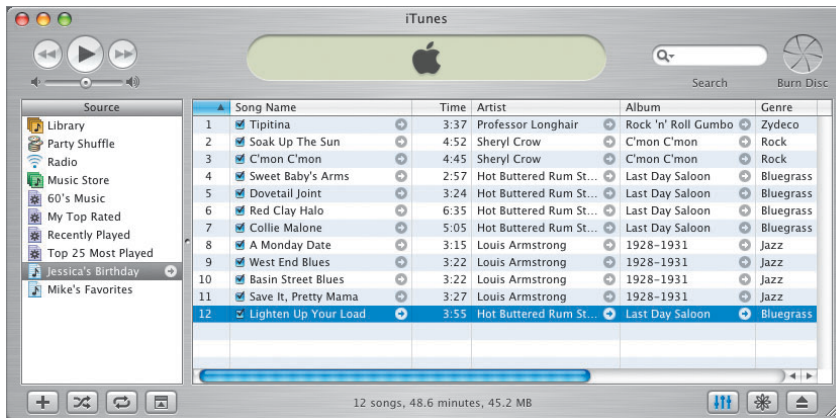 iTunes
Search
Burn Disc
Source
Library
Party Shuffle
Radio
Music Store
60's Music
My Top Rated
Recently Played
Top 25 Most Played
Jessica's Birthday
Mike's Favorites
Song Name Time Artist Album Genre
1 Tipitina 3:37 Professor Longhair Rock 'n' Roll Gumbo Zydeco
2 Soak Up The Sun 4:52 Sheryl Crow C'mon C'mon Rock
3 C'mon C'mon 4:45 Sheryl Crow C'mon C'mon Rock
4 Sweet Baby's Arms 2:57 Hot Buttered Rum St... Last Day Saloon Bluegrass
5 Dovetail Joint 3:24 Hot Buttered Rum St... Last Day Saloon Bluegrass
6 Red Clay Halo 6:35 Hot Buttered Rum St... Last Day Saloon Bluegrass
7 Collie Malone 5:05 Hot Buttered Rum St... Last Day Saloon Bluegrass
8 A Monday Date 3:15 Louis Armstrong 1928-1931 Jazz
9 West End Blues 3:22 Louis Armstrong 1928-1931 Jazz
10 Basin Street Blues 3:22 Louis Armstrong 1928-1931 Jazz
11 Save It, Pretty Mama 3:27 Louis Armstrong 1928-1931 Jazz
12 Lighten Up Your Load 3:55 Hot Buttered Rum St... Last Day Saloon Bluegrass
12 songs, 48.6 minutes, 45.2 MB